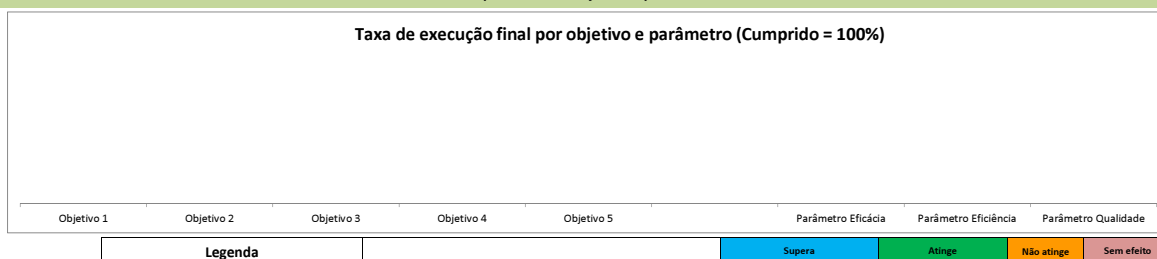 Taxa de execução final por objetivo e parâmetro (Cumprido = 100%)
Objetivo 1 Objetivo 2 Objetivo 3 Objetivo 4 Objetivo 5 Parâmetro Eficácia Parâmetro Eficiência Parâmetro Qualidade
Legenda Supera Atinge Não atinge Sem efeito